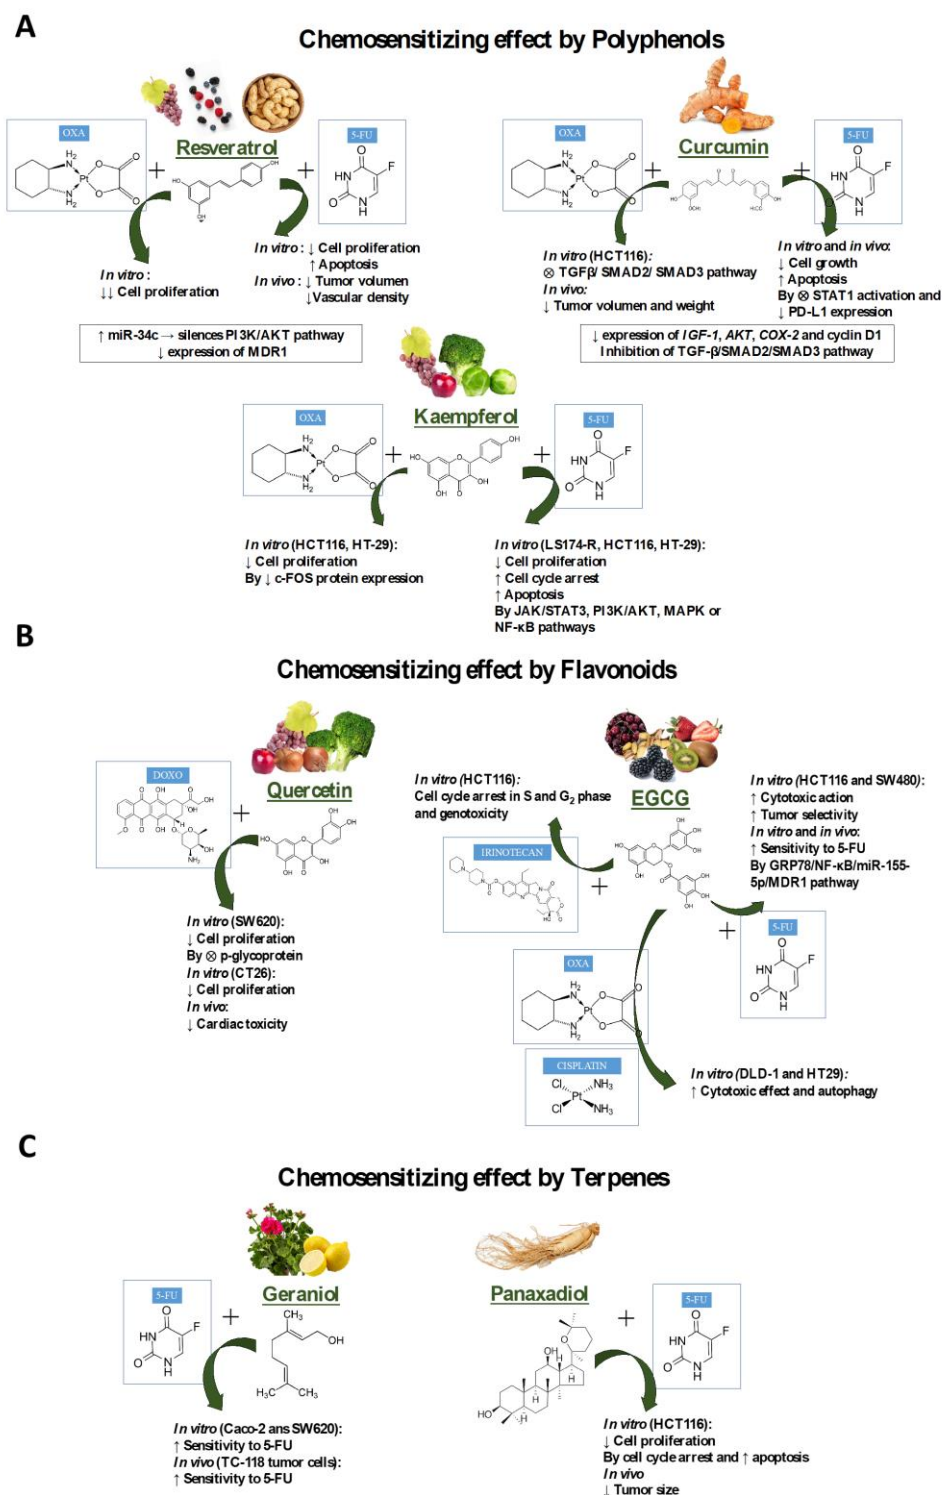 A
Chemosensitizing effect by Polyphenols
OXA
Resveratrol
5-FU
In vitro :
↓↓ Cell proliferation
In vitro : ↓ Cell proliferation
↑ Apoptosis
In vivo : ↓ Tumor volumen
↓Vascular density
↑ miR-34c → silences PI3K/AKT pathway
↓ expression of MDR1
OXA
Curcumin
5-FU
In vitro (HCT116):
⊗ TGFβ/ SMAD2/ SMAD3 pathway
In vivo:
↓ Tumor volumen and weight
In vitro and in vivo:
↓ Cell growth
↑ Apoptosis
By ⊗ STAT1 activation and
↓ PD-L1 expression
↓ expression of IGF-1, AKT, COX-2 and cyclin D1
Inhibition of TGF-β/SMAD2/SMAD3 pathway
OXA
Kaempferol
5-FU
In vitro (HCT116, HT-29):
↓ Cell proliferation
By ↓ c-FOS protein expression
In vitro (LS174-R, HCT116, HT-29):
↓ Cell proliferation
↑ Cell cycle arrest
↑ Apoptosis
By JAK/STAT3, PI3K/AKT, MAPK or
NF-κB pathways
B
Chemosensitizing effect by Flavonoids
DOXO
Quercetin
In vitro (SW620):
↓ Cell proliferation
By ⊗ p-glycoprotein
In vitro (CT26):
↓ Cell proliferation
In vivo:
↓ Cardiac toxicity
In vitro (HCT116):
Cell cycle arrest in S and G2 phase
and genotoxicity
EGCG
IRINOTECAN
In vitro (HCT116 and SW480):
↑ Cytotoxic action
↑ Tumor selectivity
In vitro and in vivo:
↑ Sensitivity to 5-FU
By GRP78/NF-κB/miR-155-
5p/MDR1 pathway
5-FU
OXA
CISPLATIN
In vitro (DLD-1 and HT29):
↑ Cytotoxic effect and autophagy
C
Chemosensitizing effect by Terpenes
5-FU
Geraniol
In vitro (Caco-2 ans SW620):
↑ Sensitivity to 5-FU
In vivo (TC-118 tumor cells):
↑ Sensitivity to 5-FU
Panaxadiol
5-FU
In vitro (HCT116):
↓ Cell proliferation
By cell cycle arrest and ↑ apoptosis
In vivo
↓ Tumor size